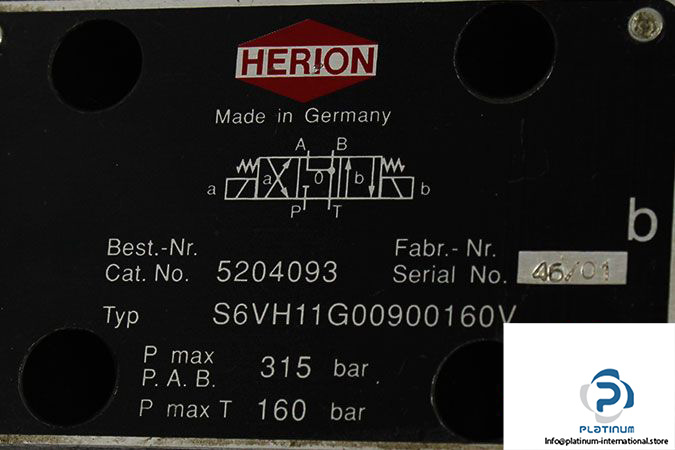 HERION
Made in Germany
A B
a a 0 b b
P T
b
Best.-Nr. Fabr.- Nr.
Cat. No. 5204093 Serial No. 46/01
Typ S6VH11G00900160V
P max
P. A. B. 315 bar
P max T 160 bar
PLATINUM
Info@platinum-international.store